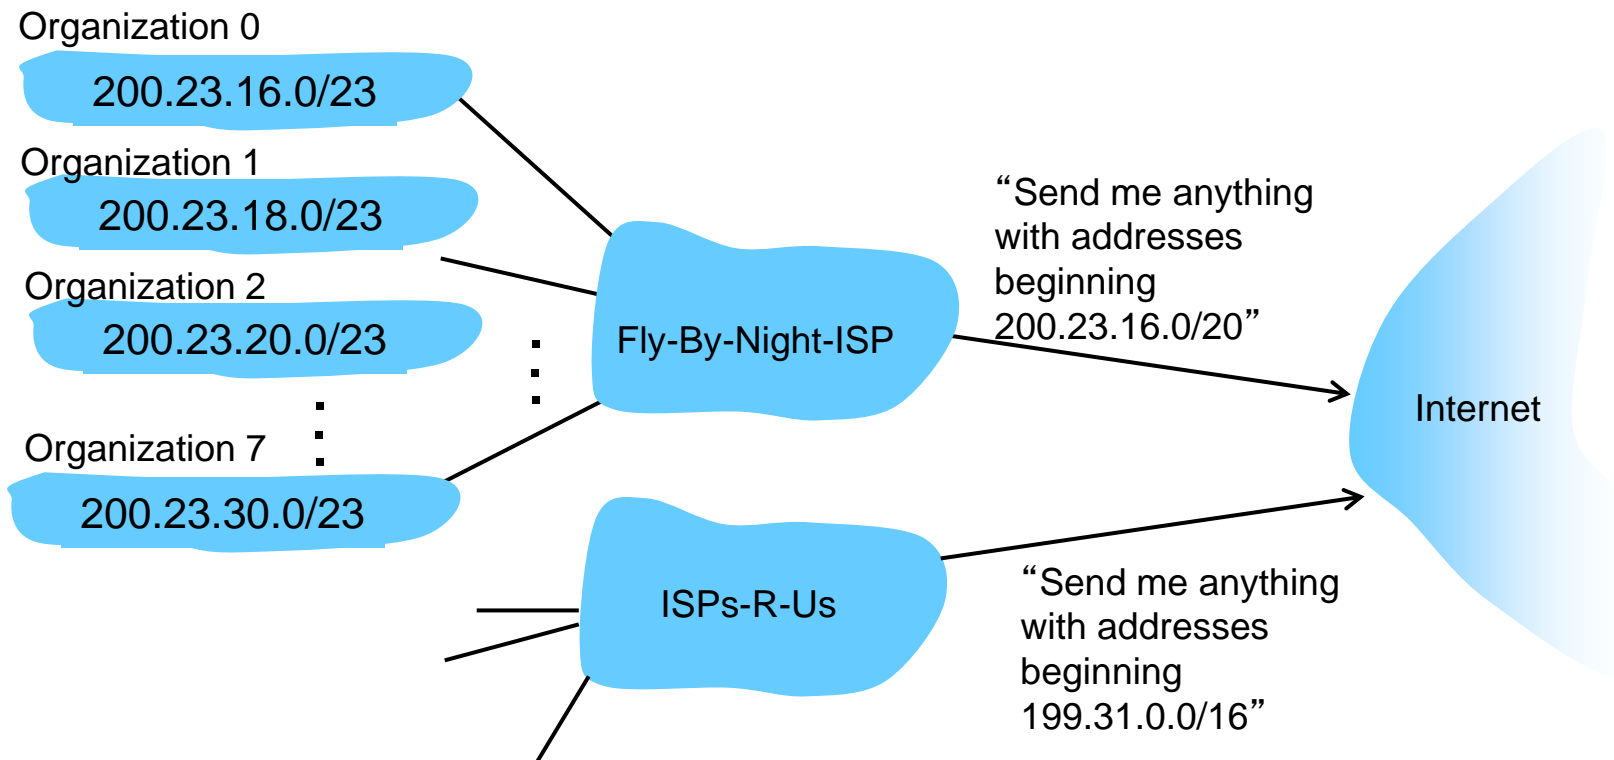 Organization 0
200.23.16.0/23
Organization 1
200.23.18.0/23
Organization 2
200.23.20.0/23
Organization 7
200.23.30.0/23
Fly-By-Night-ISP
“Send me anything
with addresses
beginning
200.23.16.0/20”
Internet
ISPs-R-Us
“Send me anything
with addresses
beginning
199.31.0.0/16”